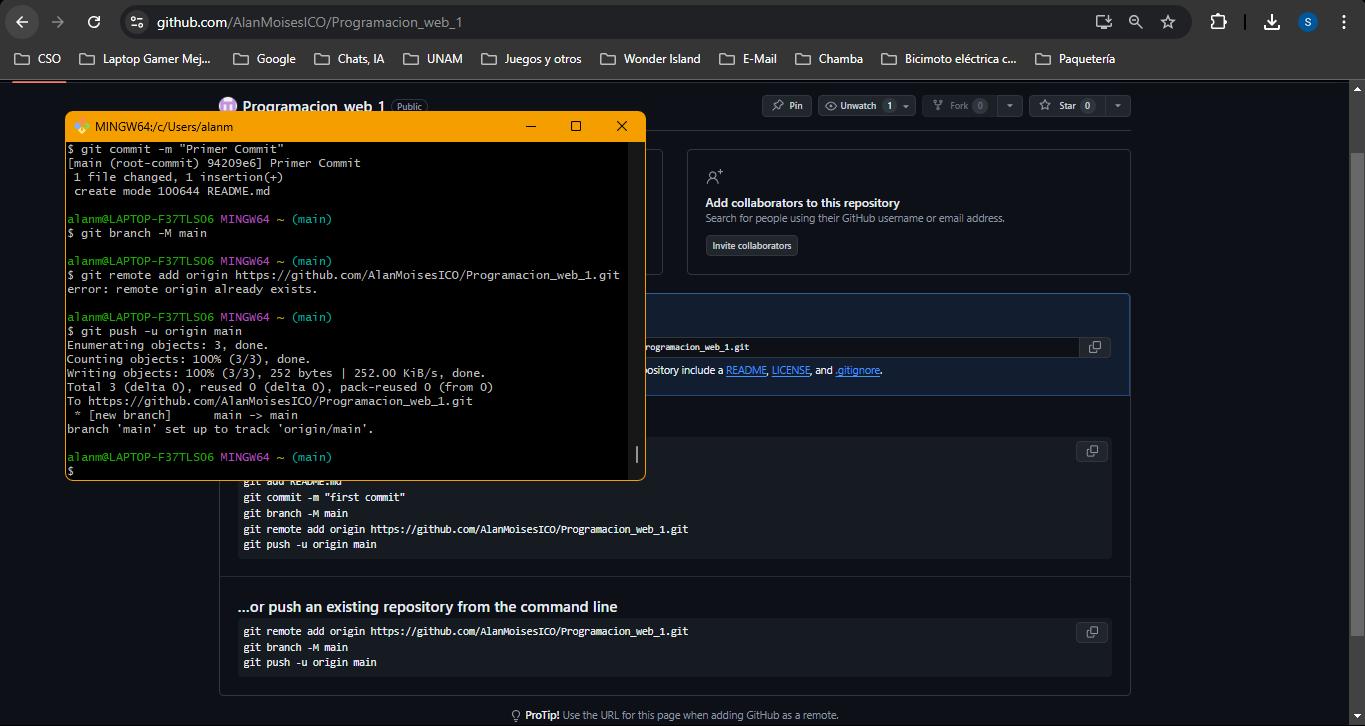 github.com/AlanMoisesICO/Programacion_web_1
S
CSO
Laptop Gamer Mej...
Google
Chats, IA
UNAM
Juegos y otros
Wonder Island
E-Mail
Chamba
Bicimoto eléctrica c...
Paquetería
Programacion_web_1
Public
Pin
Unwatch 1
Fork 0
Star 0
MINGW64:/c/Users/alanm
$ git commit -m "Primer Commit"
[main (root-commit) 94209e6] Primer Commit
1 file changed, 1 insertion(+)
create mode 100644 README.md
alanm@LAPTOP-F37TLSO6 MINGW64 ~ (main)
$ git branch -M main
alanm@LAPTOP-F37TLSO6 MINGW64 ~ (main)
$ git remote add origin https://github.com/AlanMoisesICO/Programacion_web_1.git
error: remote origin already exists.
alanm@LAPTOP-F37TLSO6 MINGW64 ~ (main)
$ git push -u origin main
Enumerating objects: 3, done.
Counting objects: 100% (3/3), done.
Writing objects: 100% (3/3), 252 bytes | 252.00 KiB/s, done.
Total 3 (delta 0), reused 0 (delta 0), pack-reused 0 (from 0)
To https://github.com/AlanMoisesICO/Programacion_web_1.git
* [new branch]      main -> main
branch 'main' set up to track 'origin/main'.
alanm@LAPTOP-F37TLSO6 MINGW64 ~ (main)
$
Add collaborators to this repository
Search for people using their GitHub username or email address.
Invite collaborators
rogramacion_web_1.git
ository include a README, LICENSE, and .gitignore.
git add README.md
git commit -m "first commit"
git branch -M main
git remote add origin https://github.com/AlanMoisesICO/Programacion_web_1.git
git push -u origin main
...or push an existing repository from the command line
git remote add origin https://github.com/AlanMoisesICO/Programacion_web_1.git
git branch -M main
git push -u origin main
ProTip! Use the URL for this page when adding GitHub as a remote.